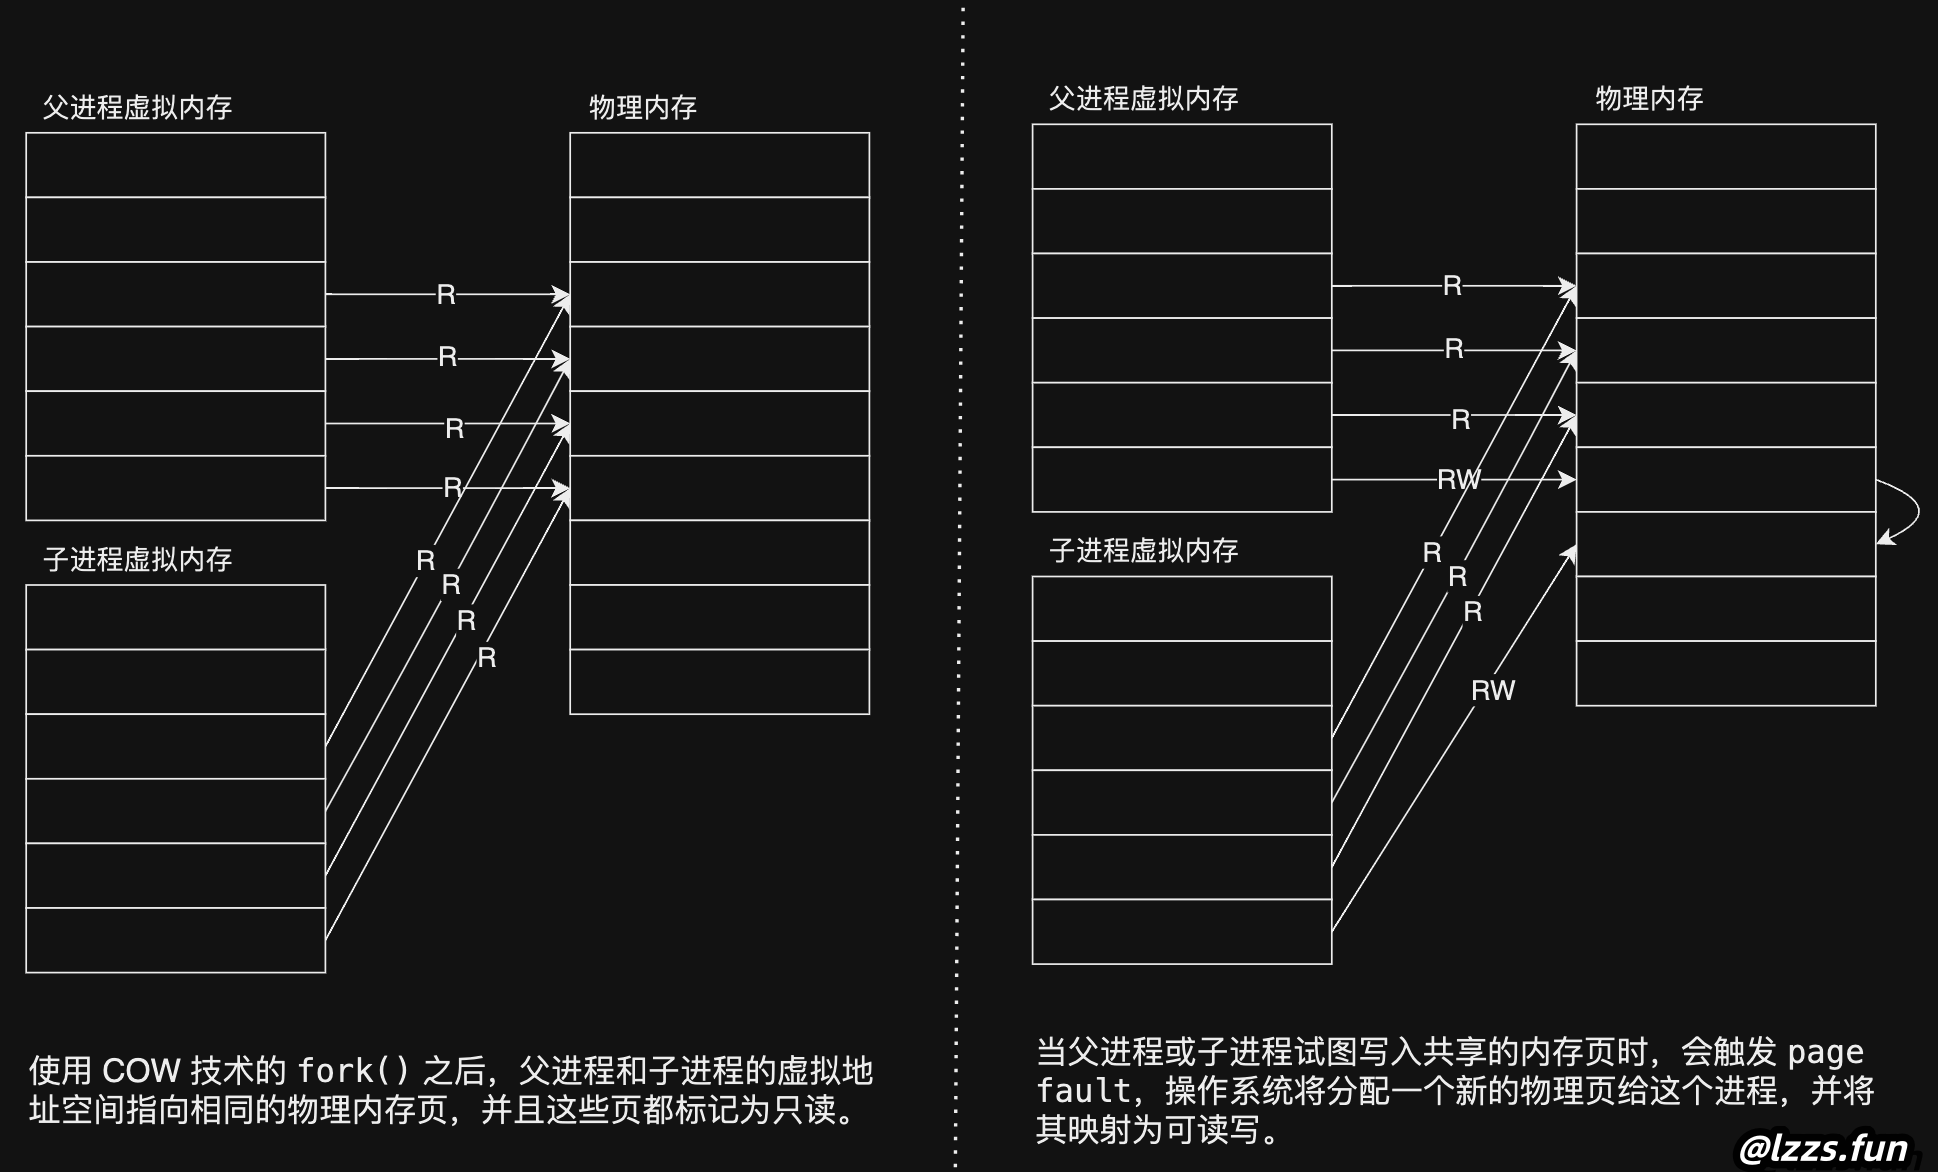 父进程虚拟内存
物理内存
R
R
R
R
子进程虚拟内存
R
R
R
R
使用 COW 技术的 fork() 之后，父进程和子进程的虚拟地
址空间指向相同的物理内存页，并且这些页都标记为只读。
父进程虚拟内存
物理内存
R
R
R
RW
子进程虚拟内存
R
R
R
RW
当父进程或子进程试图写入共享的内存页时，会触发 page
fault，操作系统将分配一个新的物理页给这个进程，并将
其映射为可读写。
@lzzs.fun